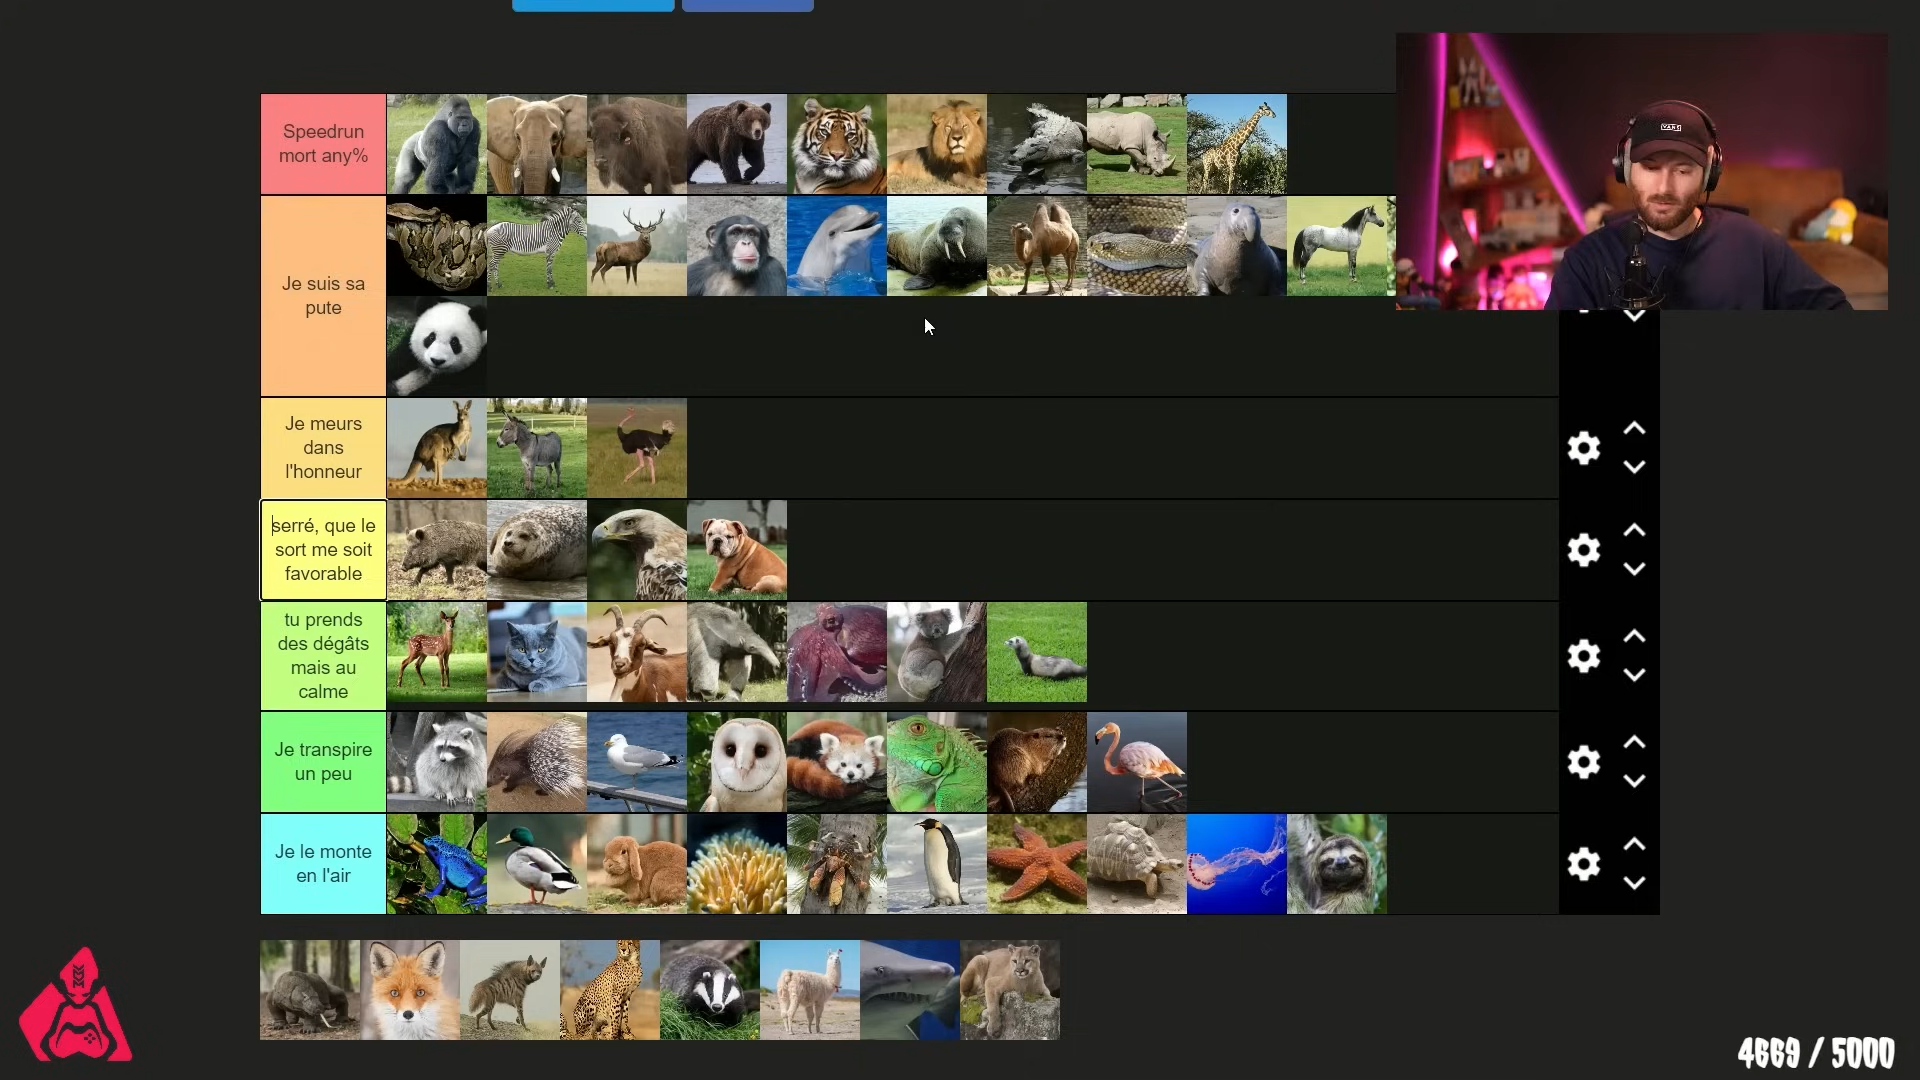 VANS
Speedrun
mort any%
Je suis sa
pute
Je meurs
dans
l'honneur
serré, que le
sort me soit
favorable
tu prends
des dégâts
mais au
calme
Je transpire
un peu
Je le monte
en l'air
4669 / 5000